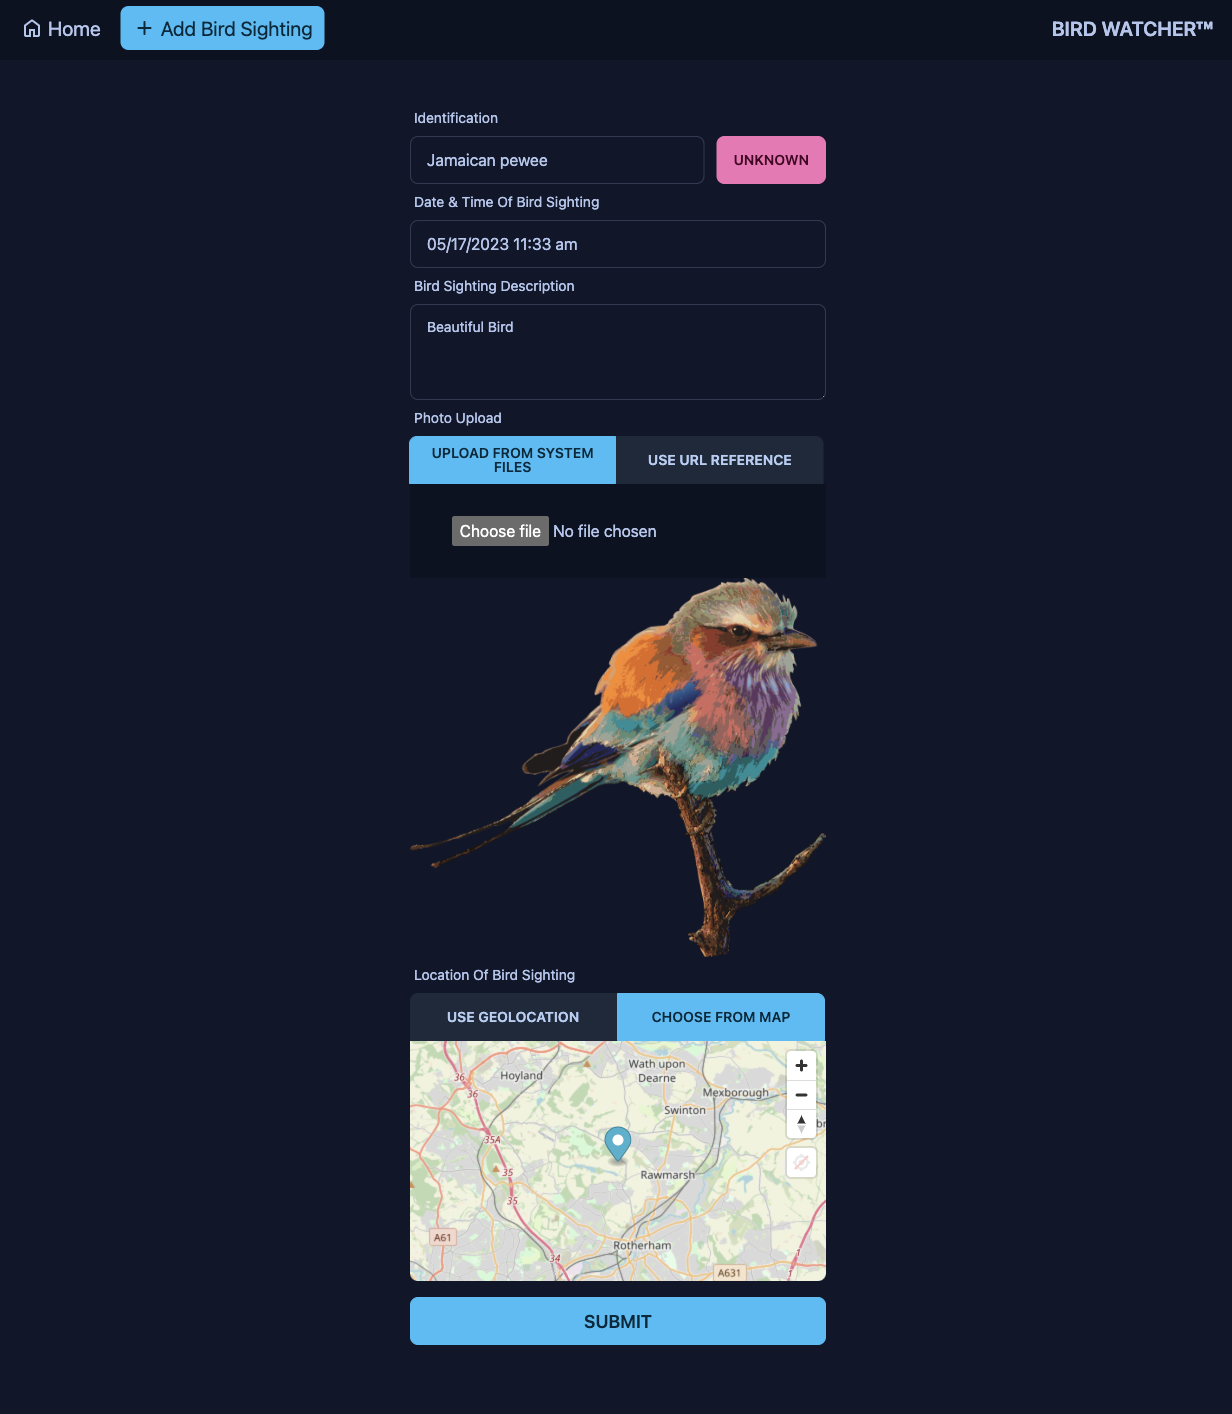 Home
Add Bird Sighting
BIRD WATCHER™
Identification
Jamaican pewee
UNKNOWN
Date & Time Of Bird Sighting
05/17/2023 11:33 am
Bird Sighting Description
Beautiful Bird
Photo Upload
UPLOAD FROM SYSTEM
FILES
USE URL REFERENCE
Choose file No file chosen
Location Of Bird Sighting
USE GEOLOCATION
CHOOSE FROM MAP
Wath upon
Dearne
Hoyland
36
36
Mexborough
Swinton
br
35A
35
Rawmarsh
35
A61
Rotherham
34
1
A631
1
SUBMIT